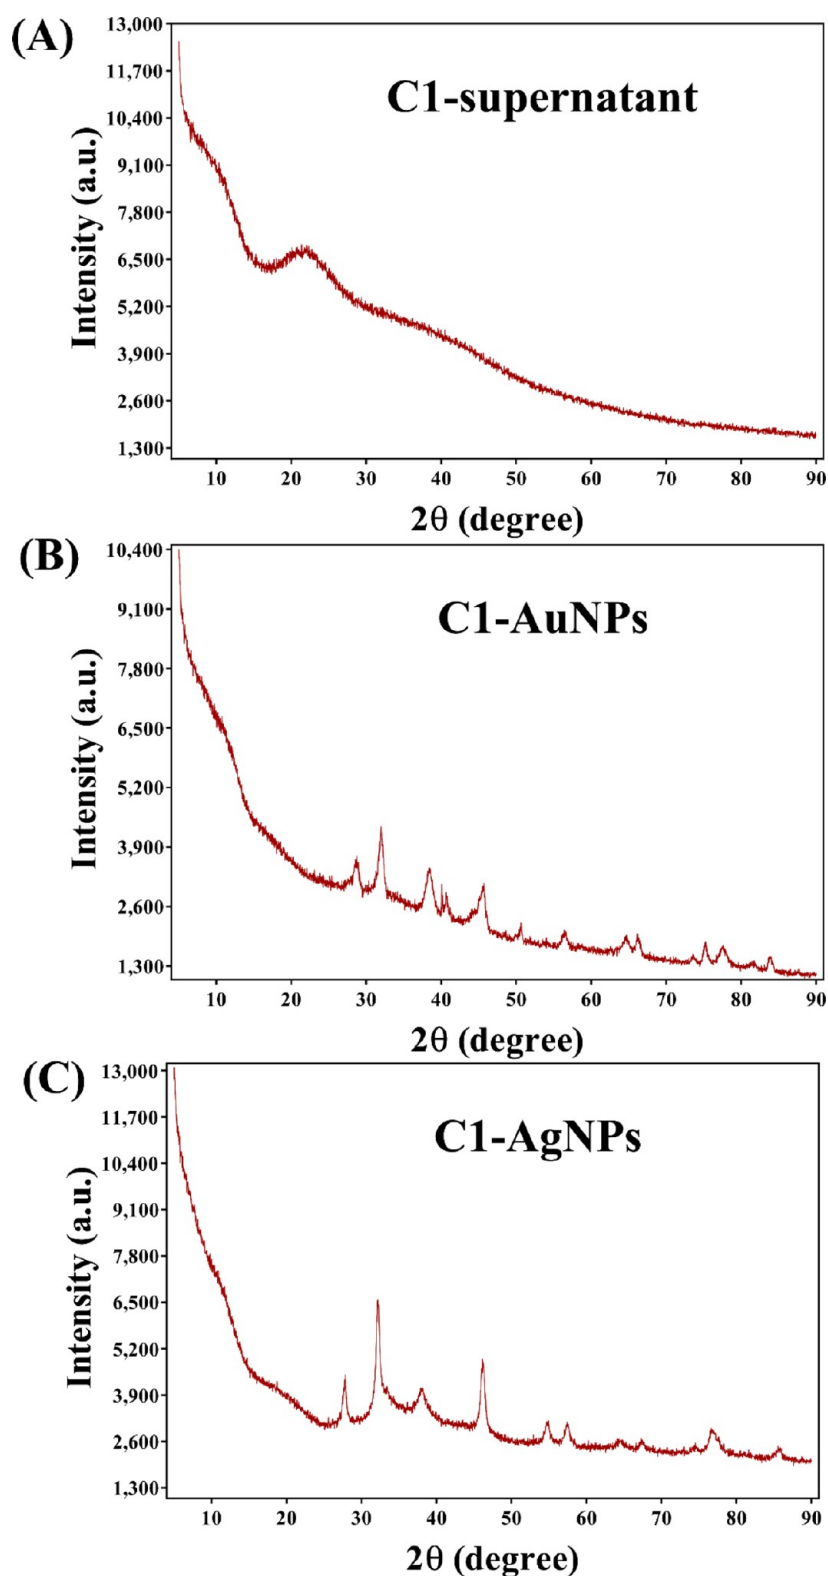 (A)
C1-supernatant
Intensity (a.u.)
13,000
11,700
10,400
9,100
7,800
6,500
5,200
3,900
2,600
1,300
10 20 30 40 50 60 70 80 90
2θ (degree)
(B)
C1-AuNPs
Intensity (a.u.)
10,400
9,100
7,800
6,500
5,200
3,900
2,600
1,300
10 20 30 40 50 60 70 80 90
2θ (degree)
(C)
C1-AgNPs
Intensity (a.u.)
13,000
11,700
10,400
9,100
7,800
6,500
5,200
3,900
2,600
1,300
10 20 30 40 50 60 70 80 90
2θ (degree)